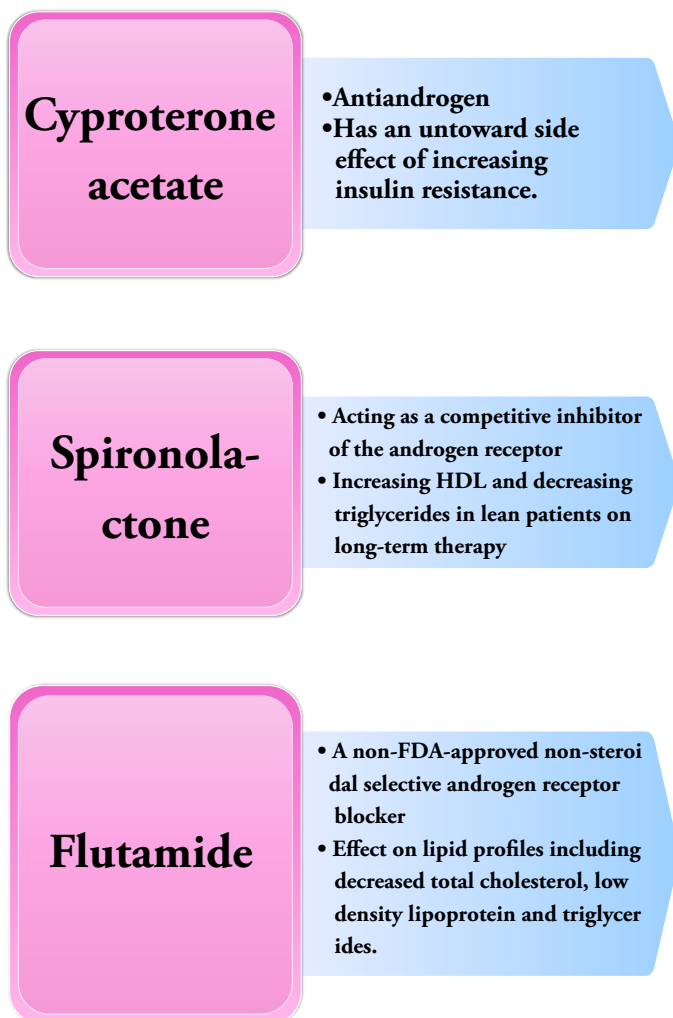 Cyproterone
acetate
•Antiandrogen
•Has an untoward side
effect of increasing
insulin resistance.
Spironola-
ctone
• Acting as a competitive inhibitor
of the androgen receptor
• Increasing HDL and decreasing
triglycerides in lean patients on
long-term therapy
Flutamide
• A non-FDA-approved non-steroi
dal selective androgen receptor
blocker
• Effect on lipid profiles including
decreased total cholesterol, low
density lipoprotein and triglycer
ides.